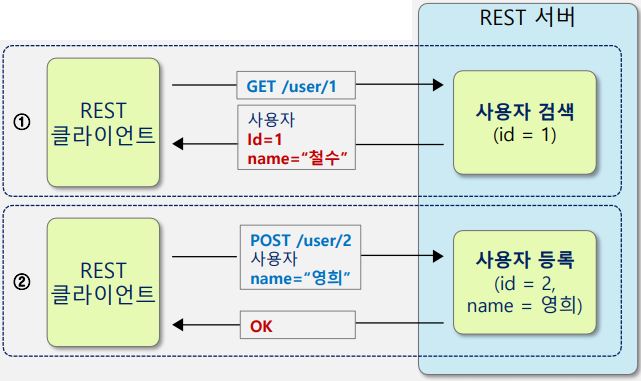 REST 서버
①
REST
클라이언트
GET /user/1
사용자
Id=1
name=“철수”
사용자 검색
(id = 1)
②
REST
클라이언트
POST /user/2
사용자
name=“영희”
OK
사용자 등록
(id = 2,
name = 영희)